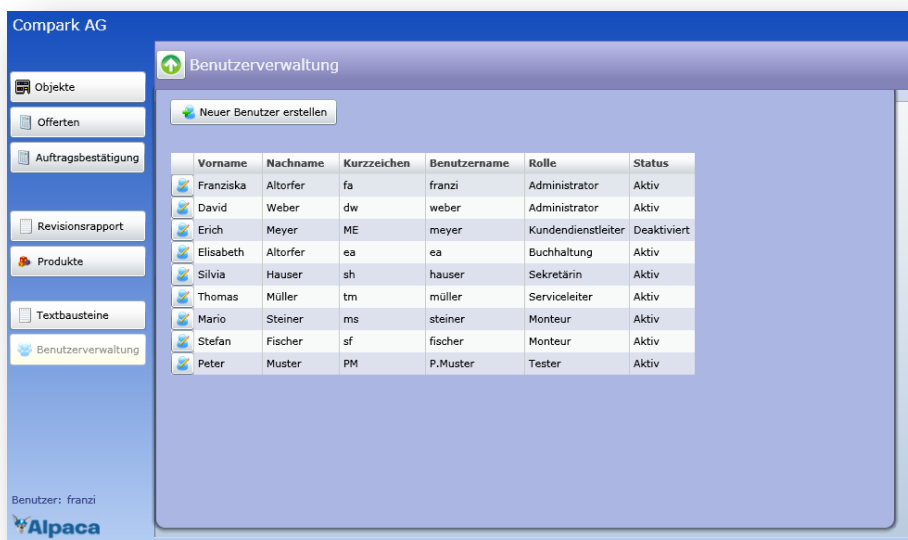 Compark AG
Benutzerverwaltung
Objekte
Offerten
Auftragsbestätigung
Revisionsrapport
Produkte
Textbausteine
Benutzerverwaltung
Neuer Benutzer erstellen
Vorname Nachname Kurzzeichen Benutzername Rolle Status
Franziska Altorfer fa franzi Administrator Aktiv
David Weber dw weber Administrator Aktiv
Erich Meyer ME meyer Kundendienstleiter Deaktiviert
Elisabeth Altorfer ea ea Buchhaltung Aktiv
Silvia Hauser sh hauser Sekretärin Aktiv
Thomas Müller tm müller Serviceleiter Aktiv
Mario Steiner ms steiner Monteur Aktiv
Stefan Fischer sf fischer Monteur Aktiv
Peter Muster PM P.Muster Tester Aktiv
Benutzer: franzi
Alpaca